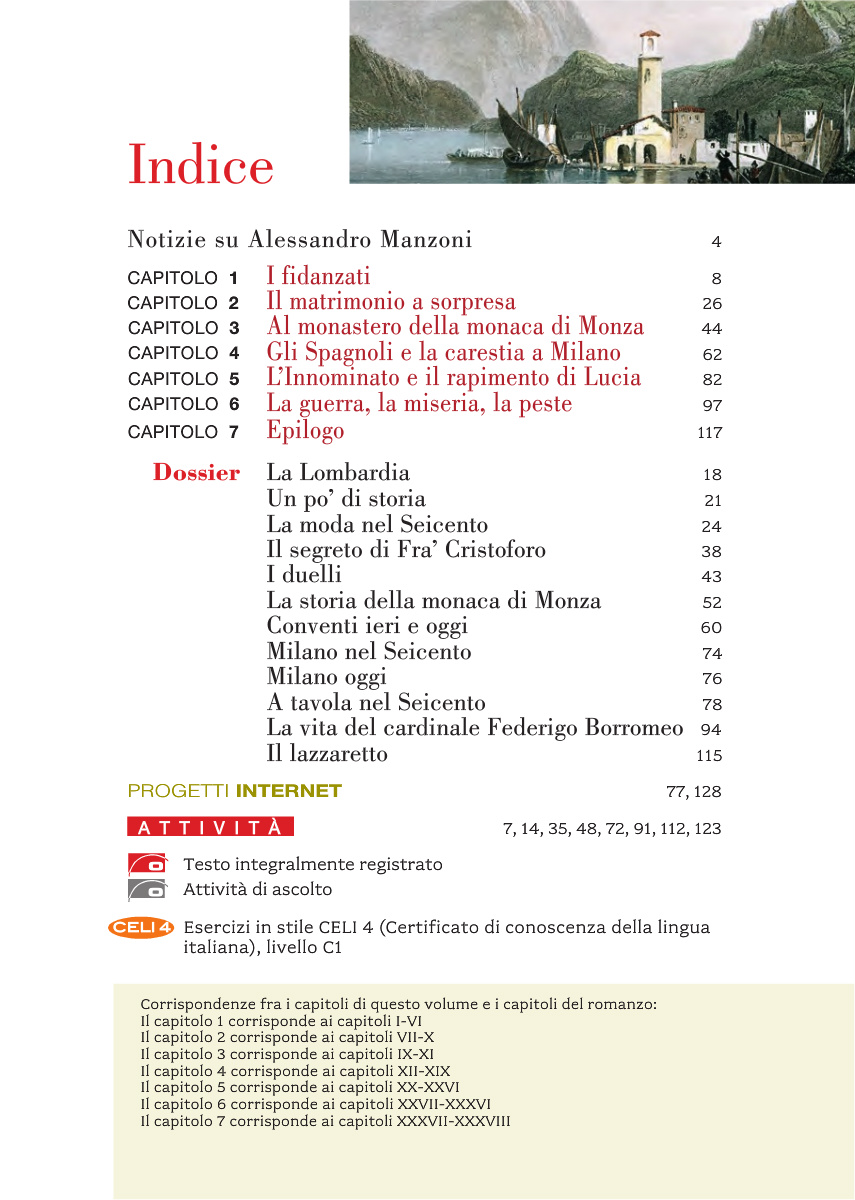 Indice
Notizie su Alessandro Manzoni 4
CAPITOLO 1 I fidanzati 8
CAPITOLO 2 Il matrimonio a sorpresa 26
CAPITOLO 3 Al monastero della monaca di Monza 44
CAPITOLO 4 Gli Spagnoli e la carestia a Milano 62
CAPITOLO 5 L'Innominato e il rapimento di Lucia 82
CAPITOLO 6 La guerra, la miseria, la peste 97
CAPITOLO 7 Epilogo 117
Dossier La Lombardia 18
Un po' di storia 21
La moda nel Seicento 24
Il segreto di Fra' Cristoforo 38
I duelli 43
La storia della monaca di Monza 52
Conventi ieri e oggi 60
Milano nel Seicento 74
Milano oggi 76
A tavola nel Seicento 78
La vita del cardinale Federigo Borromeo 94
Il lazzaretto 115
PROGETTI INTERNET 77, 128
ATTIVITÀ 7, 14, 35, 48, 72, 91, 112, 123
Testo integralmente registrato
Attività di ascolto
CELI 4 Esercizi in stile CELI 4 (Certificato di conoscenza della lingua
italiana), livello C1
Corrispondenze fra i capitoli di questo volume e i capitoli del romanzo:
Il capitolo 1 corrisponde ai capitoli I-VI
Il capitolo 2 corrisponde ai capitoli VII-X
Il capitolo 3 corrisponde ai capitoli IX-XI
Il capitolo 4 corrisponde ai capitoli XII-XIX
Il capitolo 5 corrisponde ai capitoli XX-XXVI
Il capitolo 6 corrisponde ai capitoli XXVII-XXXVI
Il capitolo 7 corrisponde ai capitoli XXXVII-XXXVIII